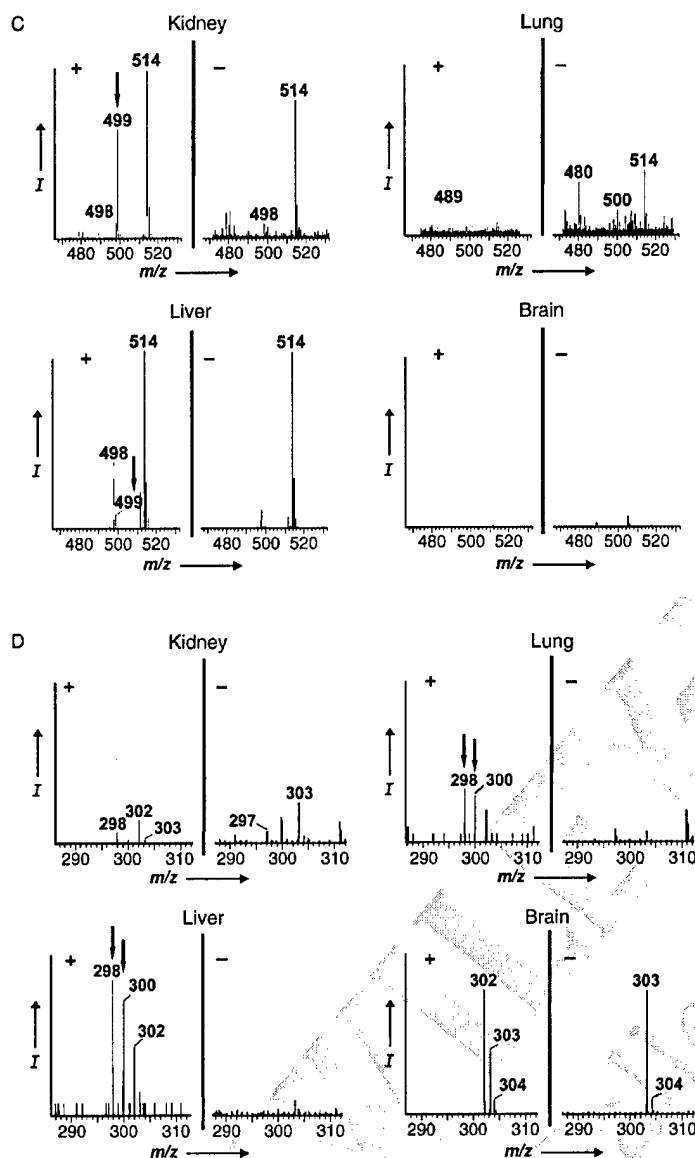 C
Kidney
+
−
514
499
498
514
498
I
480 500 520
480 500 520
m/z
Lung
+
−
489
480
500
514
I
480 500 520
480 500 520
m/z
Liver
+
−
514
498
499
514
I
480 500 520
480 500 520
m/z
Brain
+
−
I
480 500 520
480 500 520
m/z
D
Kidney
+
−
298
302
303
297
303
I
290 300 310
290 300 310
m/z
Lung
+
−
298
300
I
290 300 310
290 300 310
m/z
Liver
+
−
298
300
302
I
290 300 310
290 300 310
m/z
Brain
+
−
302
303
304
303
304
I
290 300 310
290 300 310
m/z